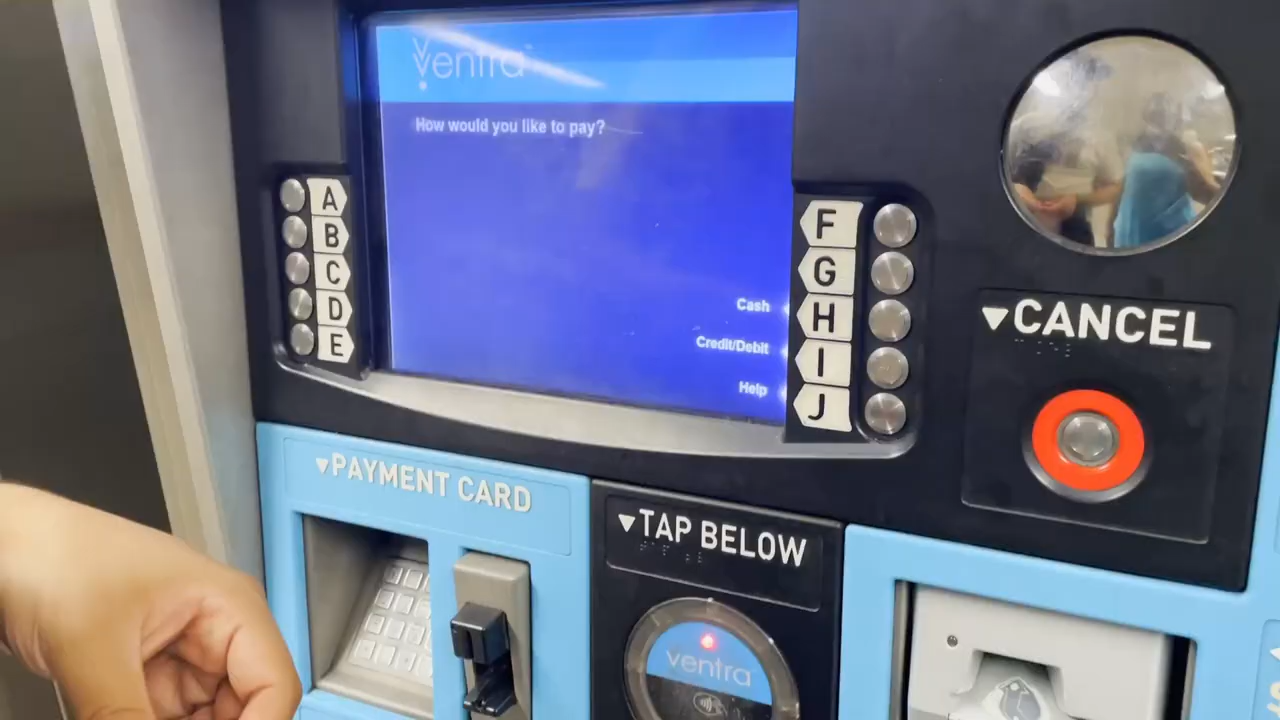 ventra
How would you like to pay?
A
B
C
D
E
Cash
Credit/Debit
Help
F
G
H
I
J
CANCEL
PAYMENT CARD
TAP BELOW
ventra